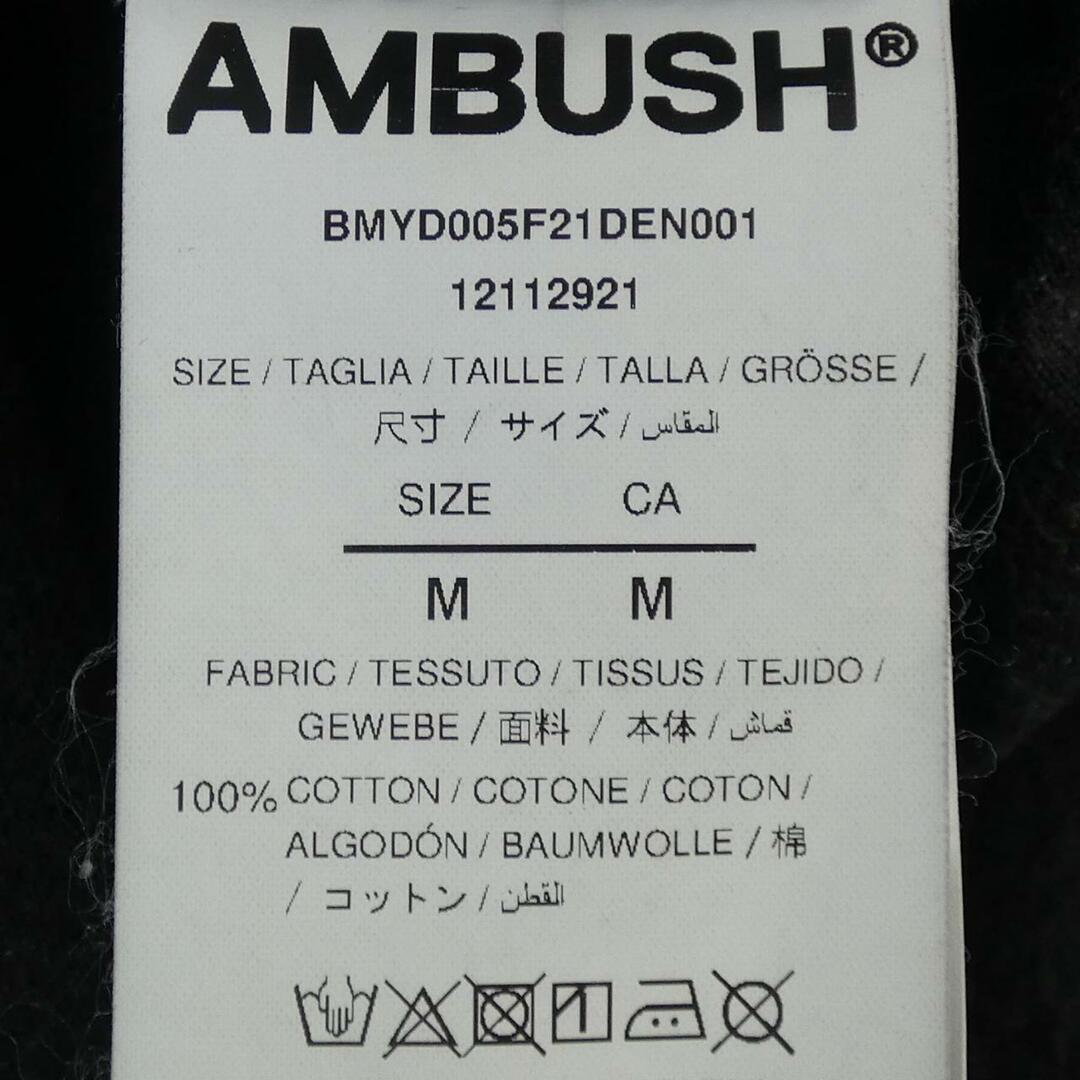 AMBUSH®
BMYD005F21DEN001
12112921
SIZE / TAGLIA / TAILLE / TALLA / GRÖSSE /
尺寸 / サイズ / المقاس
SIZE CA
M M
FABRIC / TESSUTO / TISSUS / TEJIDO /
GEWEBE / 面料 / 本体 / قماش
100% COTTON / COTONE / COTON /
ALGODÓN / BAUMWOLLE / 棉
/ コットン / القطن